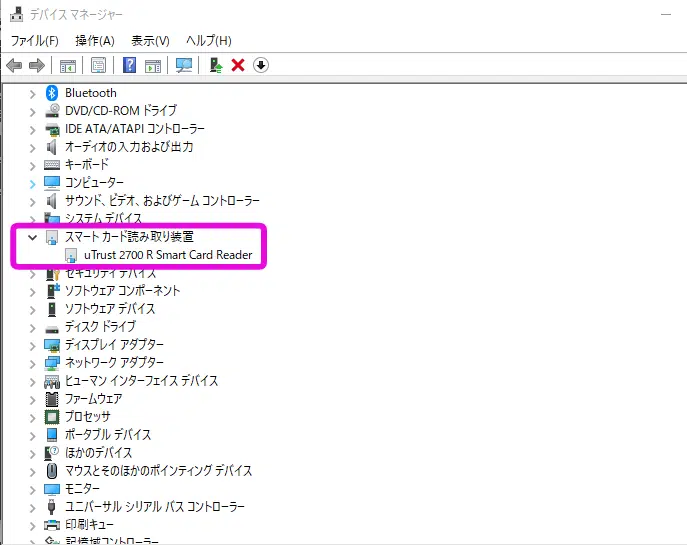 デバイス マネージャー
ファイル(F) 操作(A) 表示(V) ヘルプ(H)
Bluetooth
DVD/CD-ROM ドライブ
IDE ATA/ATAPI コントローラー
オーディオの入力および出力
キーボード
コンピューター
サウンド、ビデオ、およびゲーム コントローラー
システム デバイス
スマート カード読み取り装置
uTrust 2700 R Smart Card Reader
セキュリティ デバイス
ソフトウェア コンポーネント
ソフトウェア デバイス
ディスク ドライブ
ディスプレイ アダプター
ネットワーク アダプター
ヒューマン インターフェイス デバイス
ファームウェア
プロセッサ
ポータブル デバイス
ほかのデバイス
マウスとそのほかのポインティング デバイス
モニター
ユニバーサル シリアル バス コントローラー
印刷キュー
記憶域コントローラー